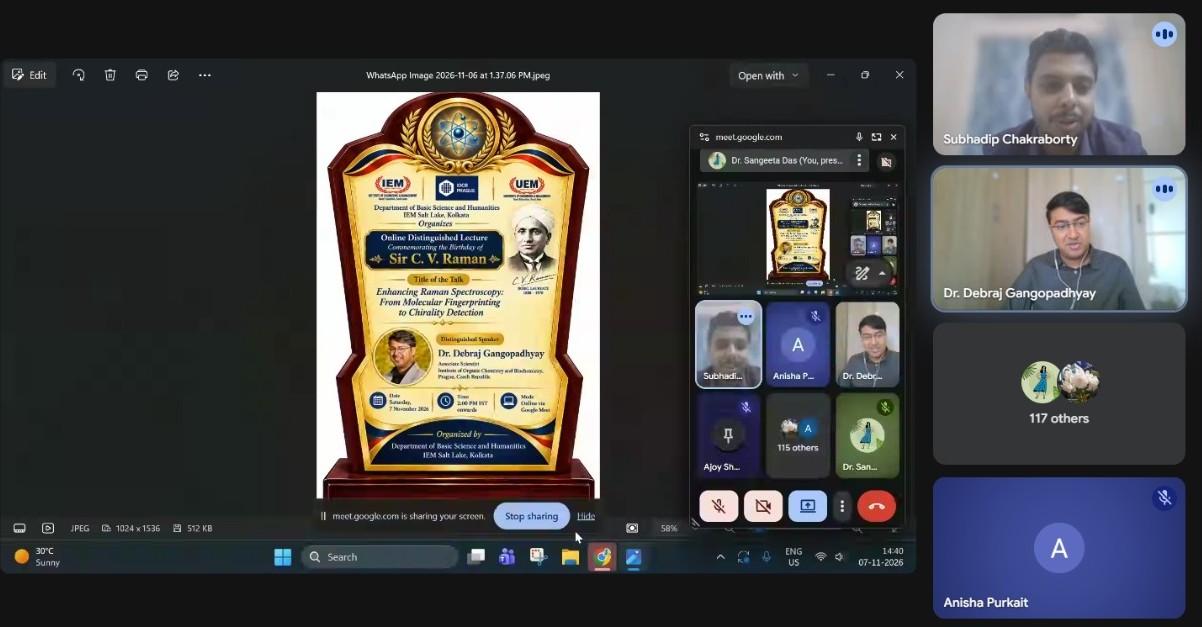 Edit
WhatsApp Image 2026-11-06 at 1.37.06 PM.jpeg
Open with
IEM
IOCB
PRAGUE
UEM
Department of Basic Science and Humanities
IEM Salt Lake, Kolkata
Organizes
Online Distinguished Lecture
Commemorating the Birthday of
Sir C. V. Raman
C.V. Raman
NOBEL LAUREATE
1888 - 1970
Title of the Talk
Enhancing Raman Spectroscopy:
From Molecular Fingerprinting
to Chirality Detection
Distinguished Speaker
Dr. Debraj Gangopadhyay
Associate Scientist
Institute of Organic Chemistry and Biochemistry,
Prague, Czech Republic
Date
Saturday,
7 November 2026
Time
2:00 PM IST
onwards
Mode
Online via
Google Meet
Organized by
Department of Basic Science and Humanities
IEM Salt Lake, Kolkata
meet.google.com is sharing your screen.
Stop sharing
Hide
meet.google.com
Dr. Sangeeta Das (You, pres...
Subhadi...
A
Anisha P...
Dr. Debr...
Ajoy Sh...
A
115 others
Dr. San...
JPEG
1024 x 1536
512 KB
58%
30°C
Sunny
Search
ENG
US
14:40
07-11-2026
Subhadip Chakraborty
Dr. Debraj Gangopadhyay
117 others
A
Anisha Purkait